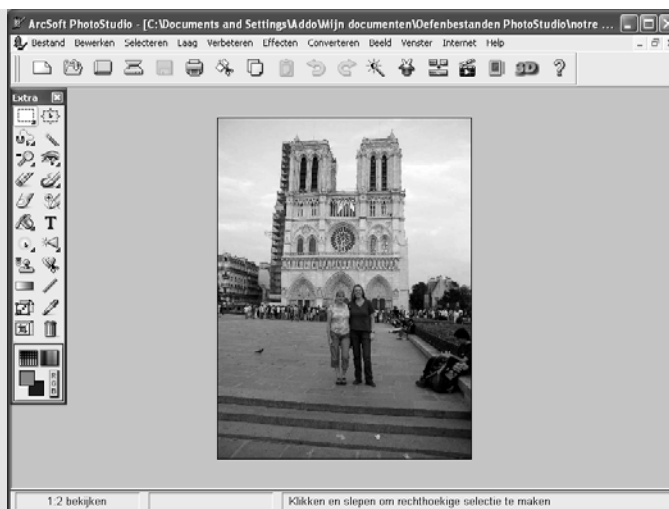 ArcSoft PhotoStudio - [C:\Documents and Settings\Addo\Mijn documenten\Oefenbestanden PhotoStudio\notre ...
Bestand Bewerken Selecteren Laag Verbeteren Effecten Converteren Beeld Venster Internet Help
3D ?
Extra
T
R
G
B
1:2 bekijken
Klikken en slepen om rechthoekige selectie te maken